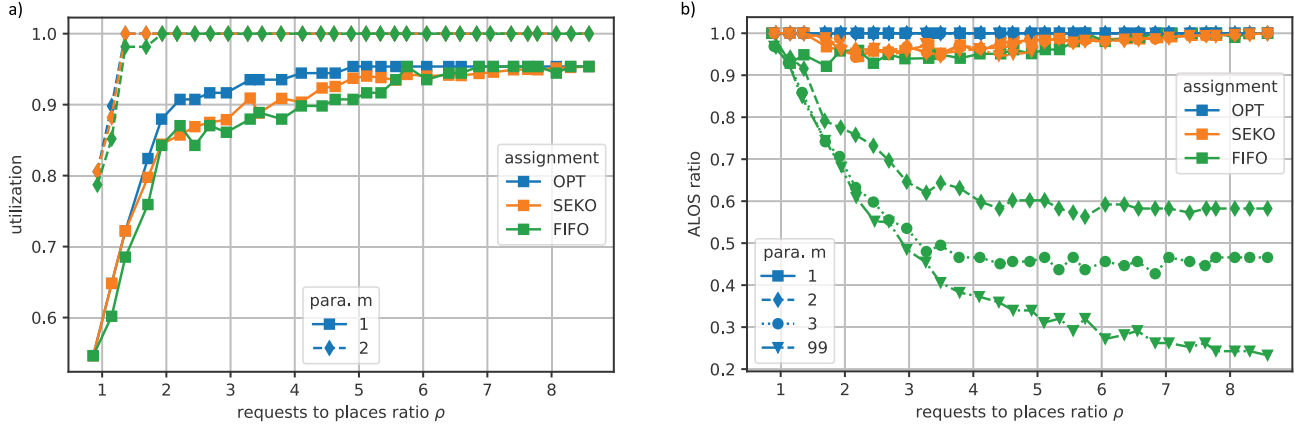 a)
utilization
1.0
0.9
0.8
0.7
0.6
assignment
OPT
SEKO
FIFO
para. m
1
2
1 2 3 4 5 6 7 8
requests to places ratio ρ
b)
ALOS ratio
1.0
0.9
0.8
0.7
0.6
0.5
0.4
0.3
0.2
assignment
OPT
SEKO
FIFO
para. m
1
2
3
99
1 2 3 4 5 6 7 8
requests to places ratio ρ